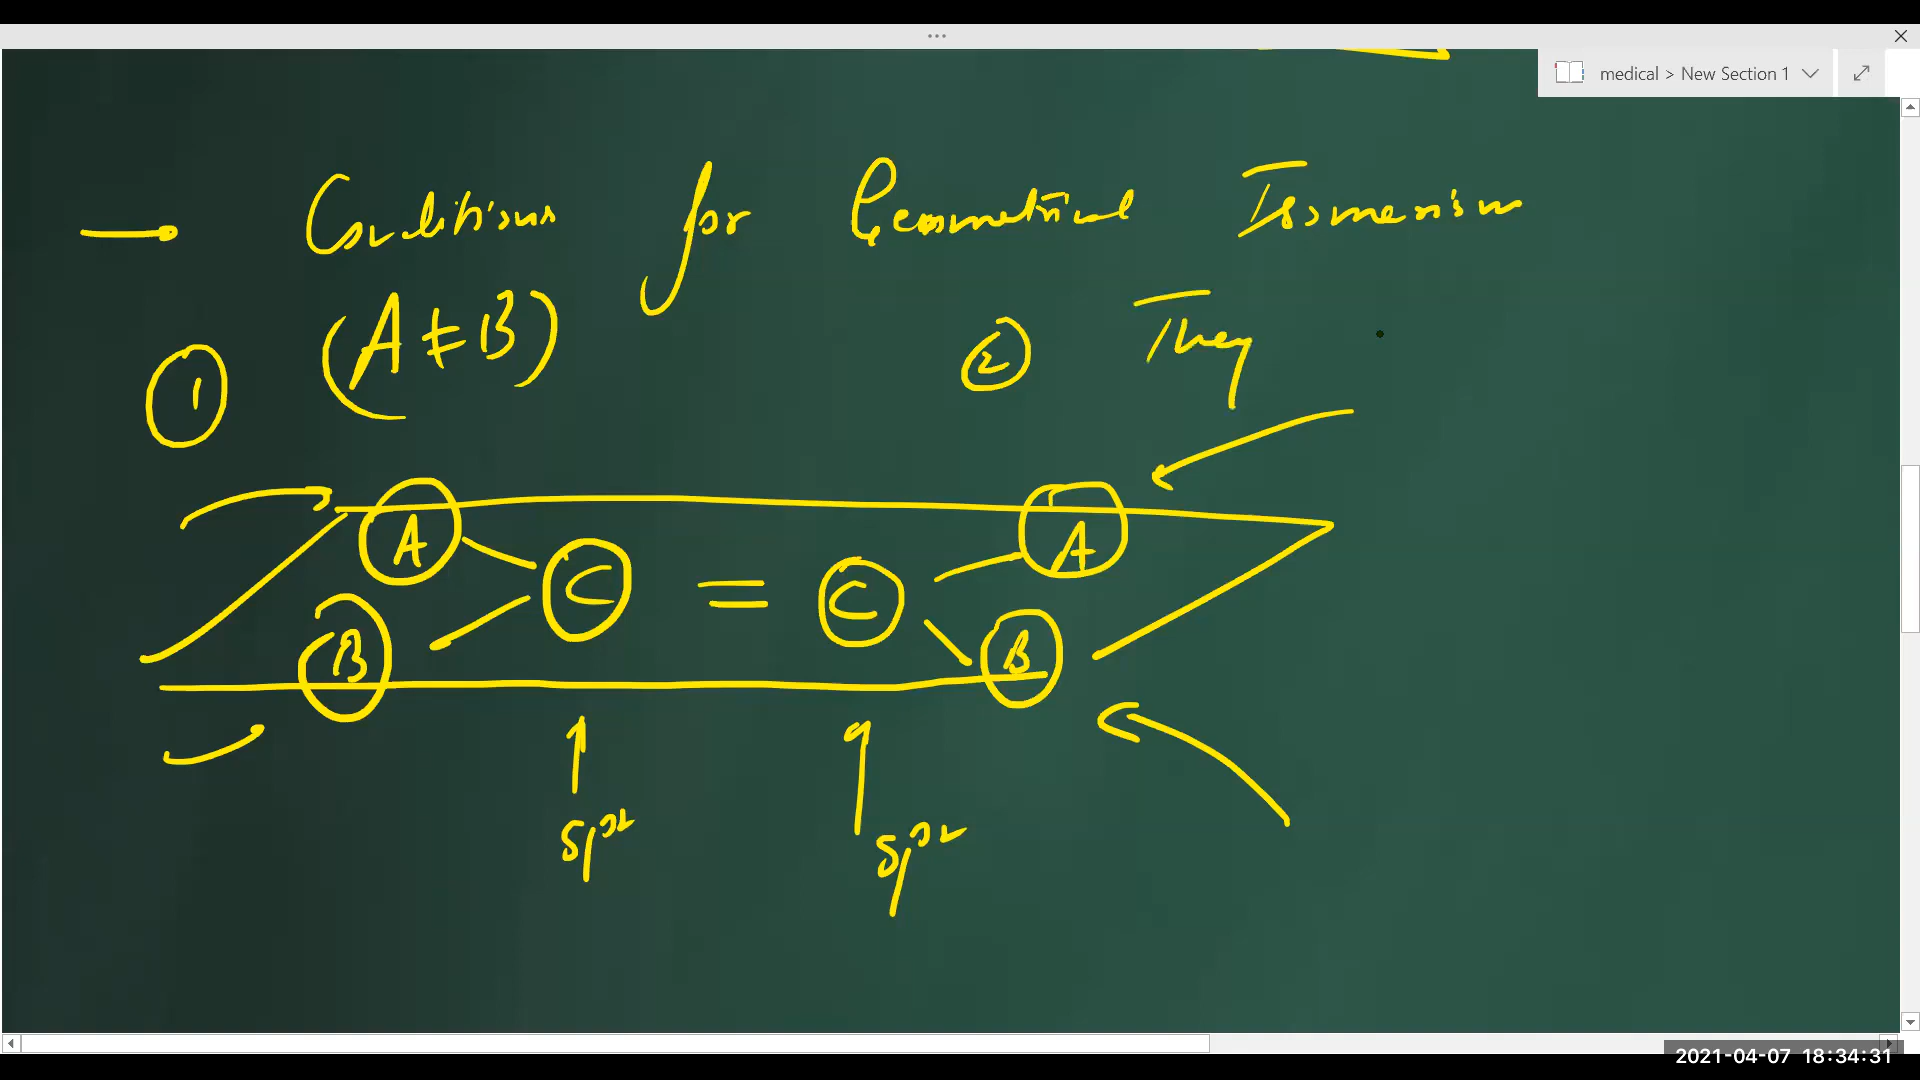 medical > New Section 1
→ Conditions for Geometrical Isomerism
① (A ≠ B) ② They
A C = C A
B B
sp² sp²
2021-04-07 18:34:31